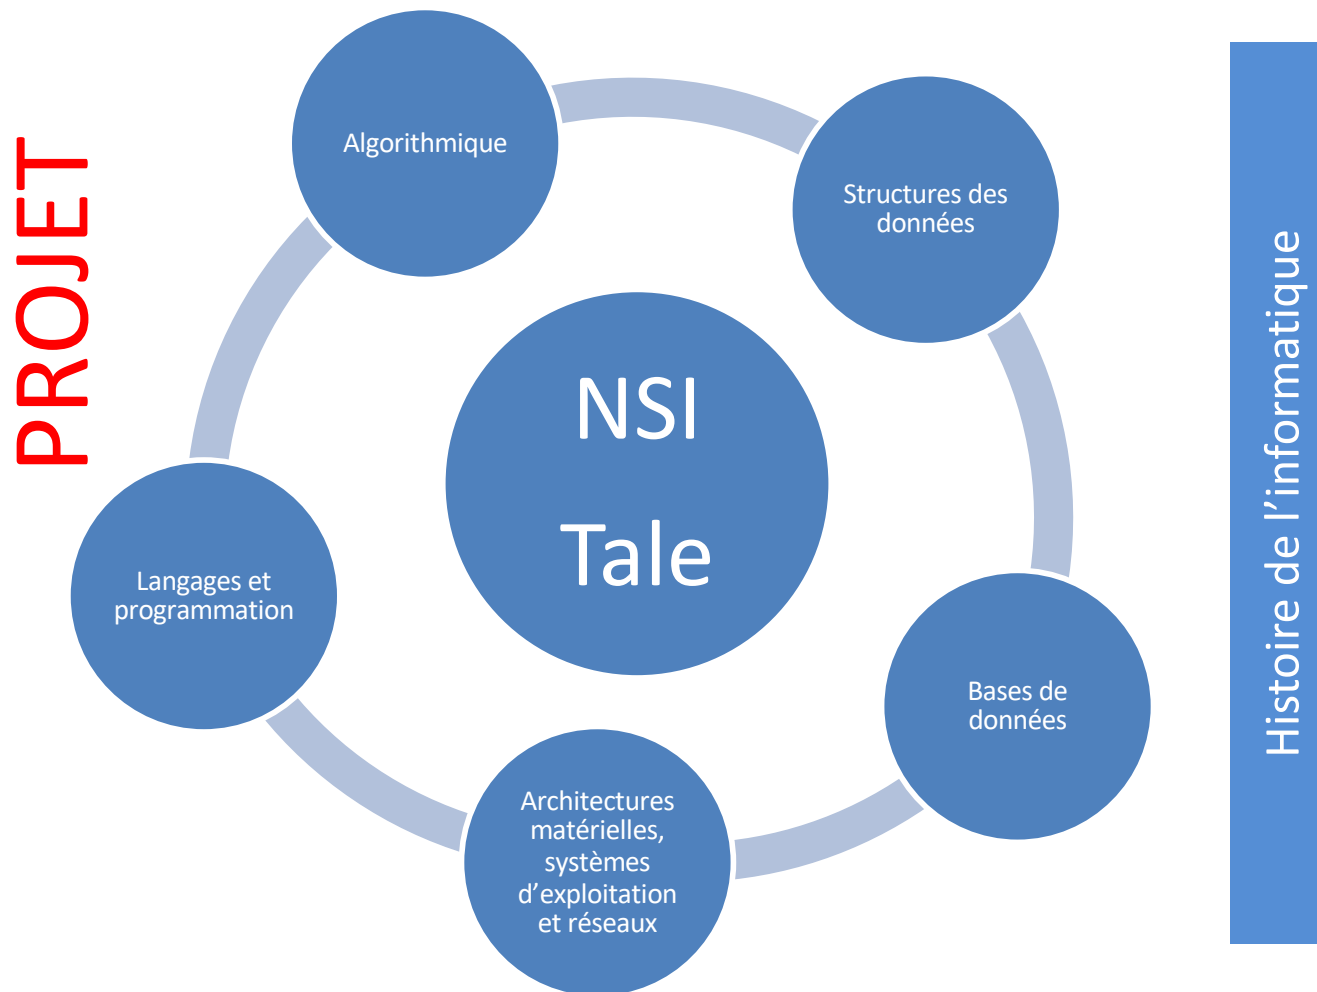 PROJET
Algorithmique
Structures des
données
NSI
Tale
Langages et
programmation
Bases de
données
Architectures
matérielles,
systèmes
d’exploitation
et réseaux
Histoire de l’informatique